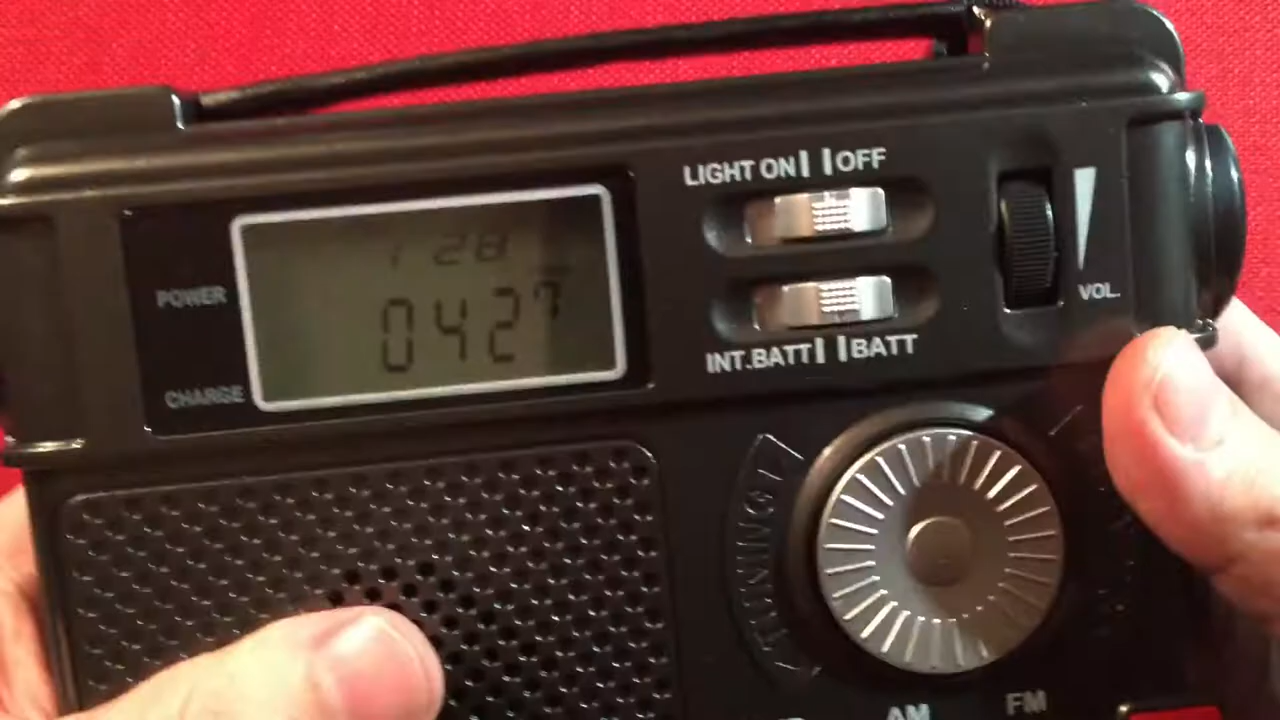 LIGHT ON OFF
POWER
1 28
0427
CHARGE
VOL.
INT.BATT BATT
TUNING
AM
FM